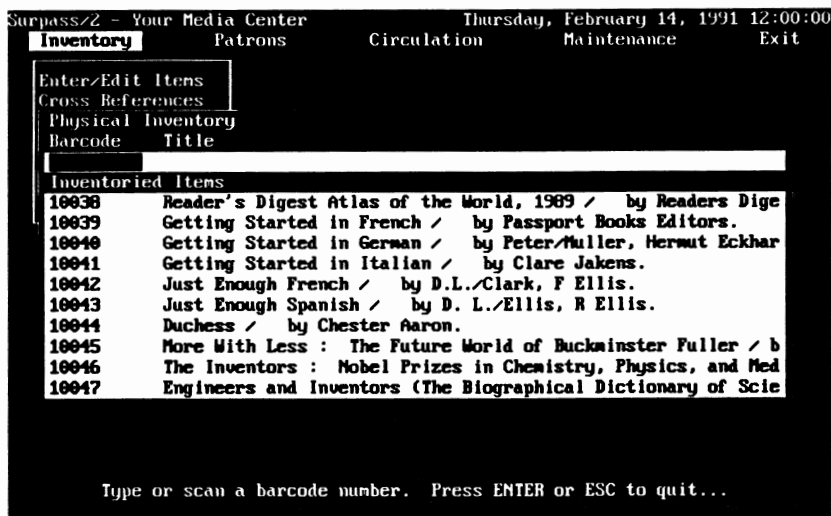 Surpass/2 - Your Media Center Thursday, February 14, 1991 12:00:00
Inventory Patrons Circulation Maintenance Exit
Enter/Edit Items
Cross References
Physical Inventory
Barcode Title
Inventoried Items
10038 Reader's Digest Atlas of the World, 1989 / by Readers Dige
10039 Getting Started in French / by Passport Books Editors.
10040 Getting Started in German / by Peter/Muller, Hermut Eckhar
10041 Getting Started in Italian / by Clare Jakens.
10042 Just Enough French / by D.L./Clark, F Ellis.
10043 Just Enough Spanish / by D. L./Ellis, R Ellis.
10044 Duchess / by Chester Aaron.
10045 More With Less : The Future World of Buckminster Fuller / b
10046 The Inventors : Nobel Prizes in Chemistry, Physics, and Med
10047 Engineers and Inventors (The Biographical Dictionary of Scie
Type or scan a barcode number. Press ENTER or ESC to quit...